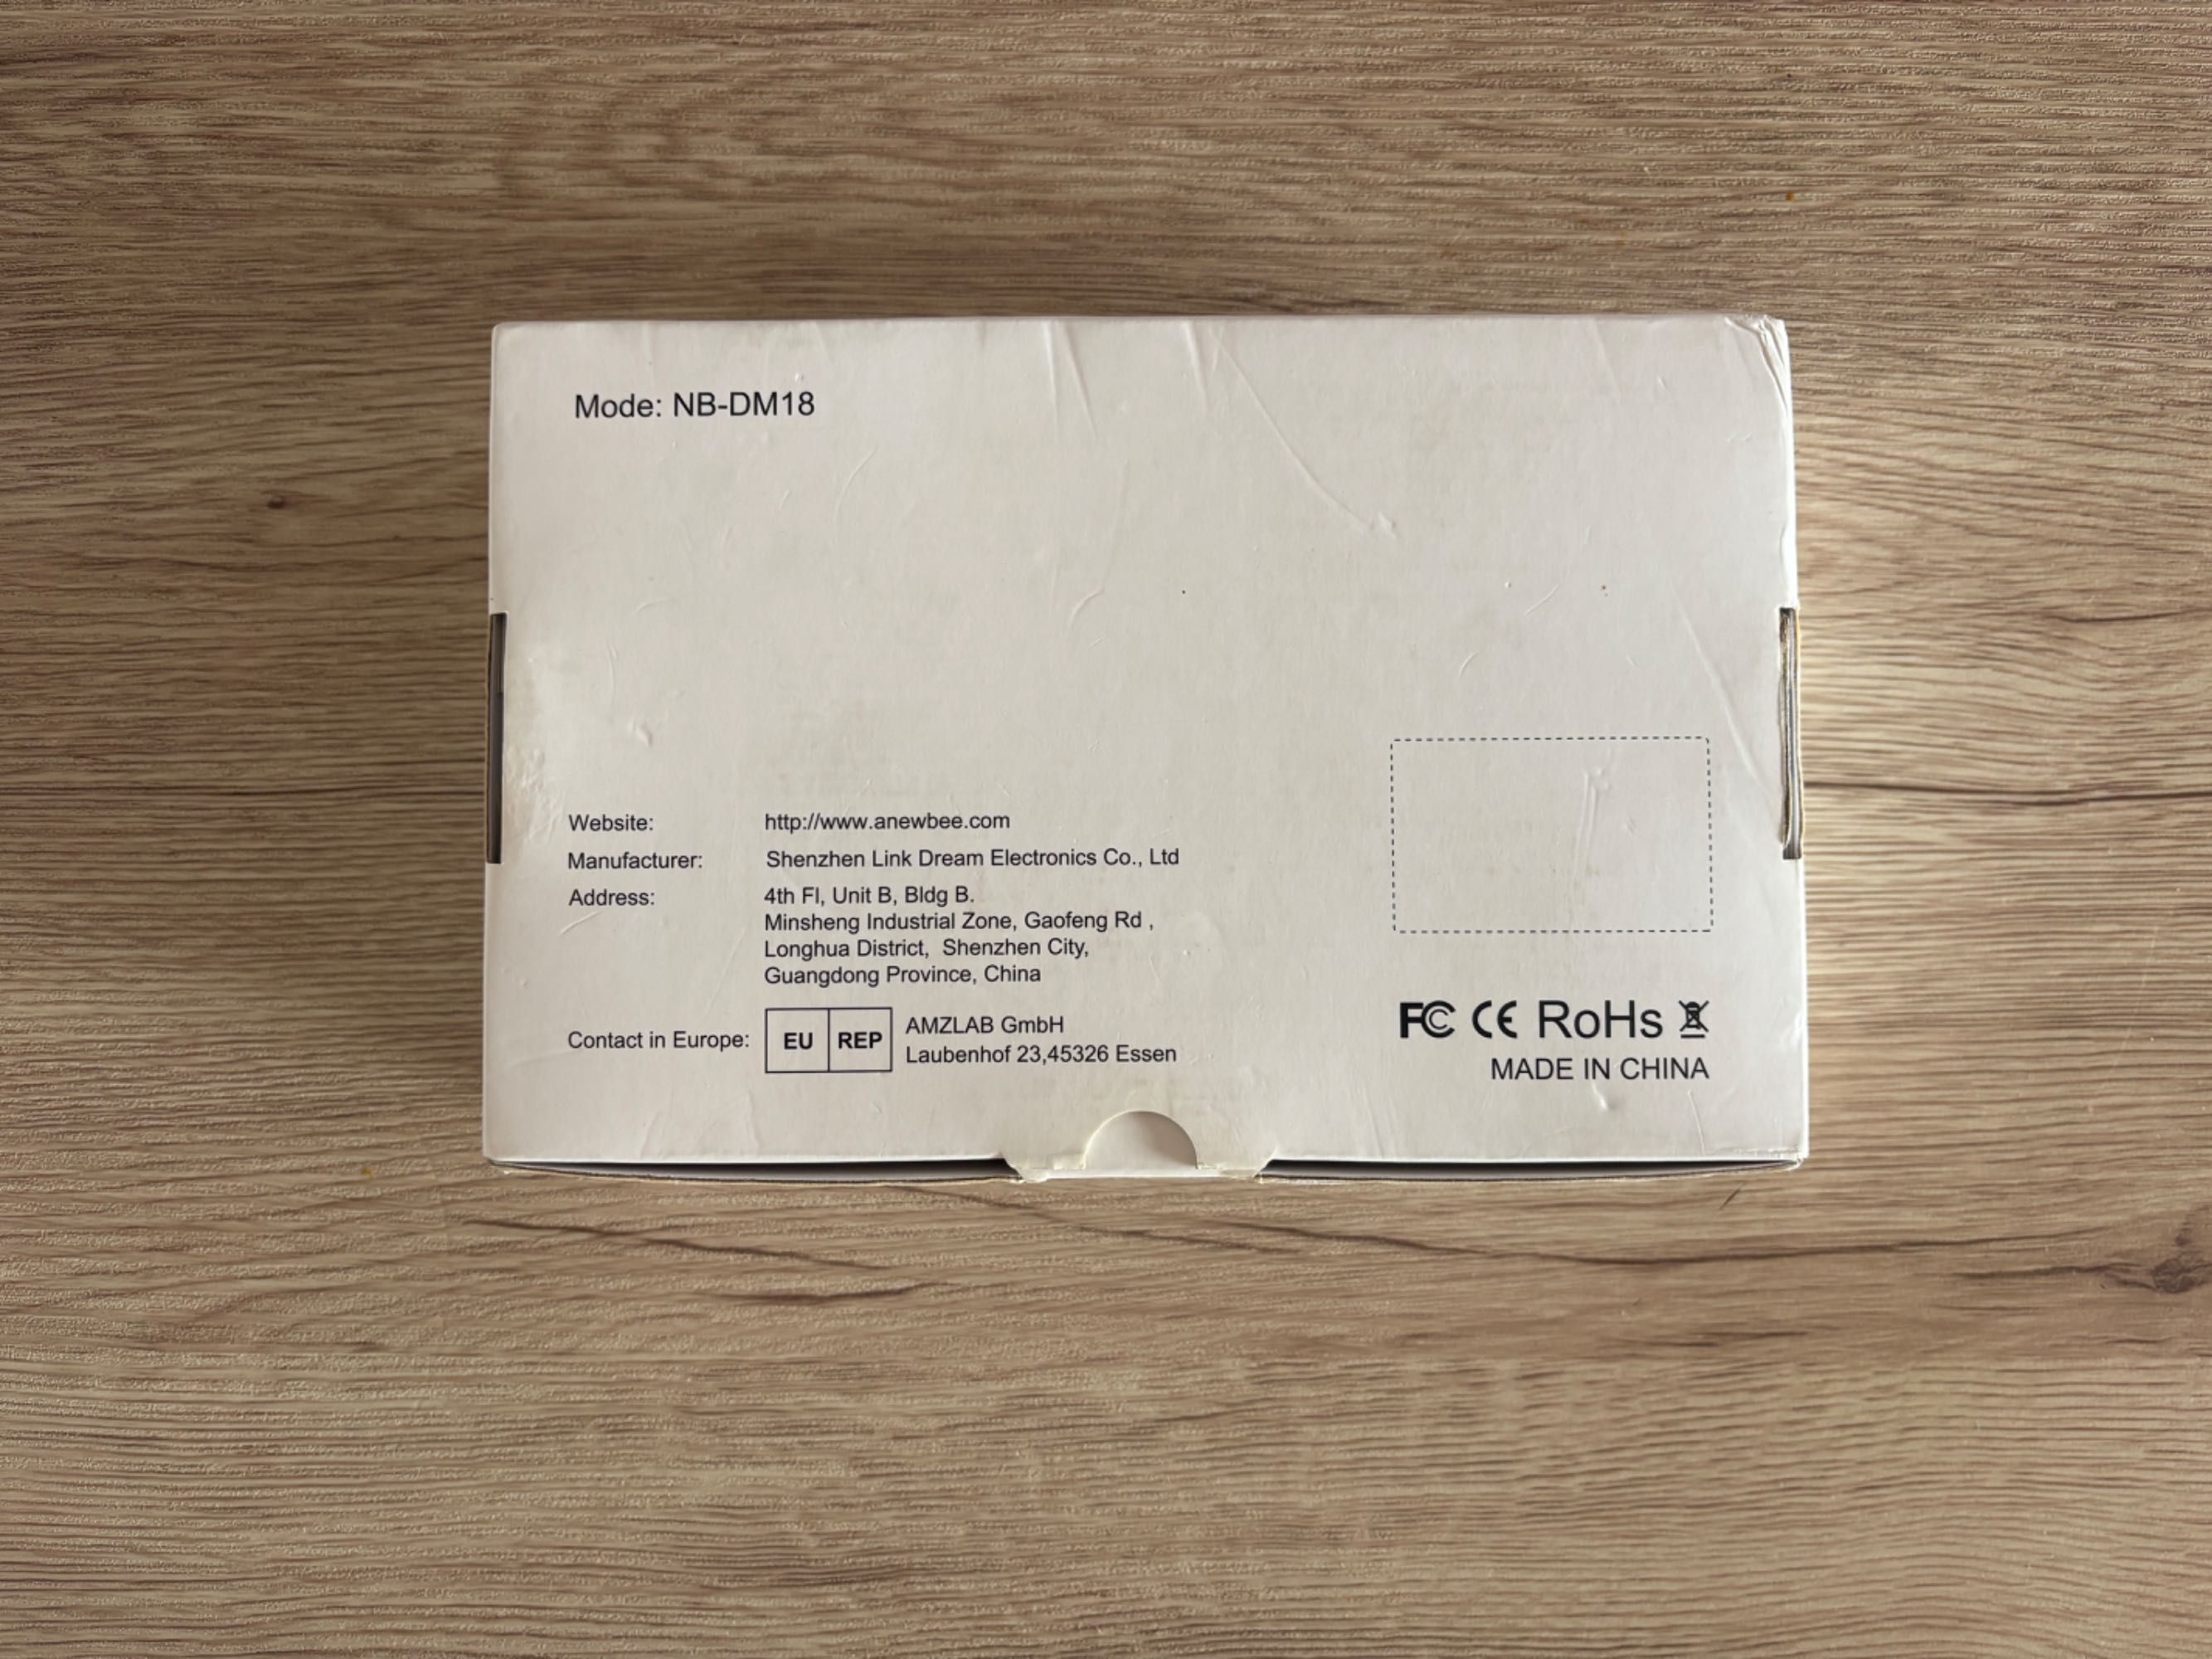 Mode: NB-DM18
Website: http://www.anewbee.com
Manufacturer: Shenzhen Link Dream Electronics Co., Ltd
Address: 4th Fl, Unit B, Bldg B.
Minsheng Industrial Zone, Gaofeng Rd ,
Longhua District, Shenzhen City,
Guangdong Province, China
Contact in Europe: EU REP AMZLAB GmbH
Laubenhof 23,45326 Essen
FC CE RoHs
MADE IN CHINA